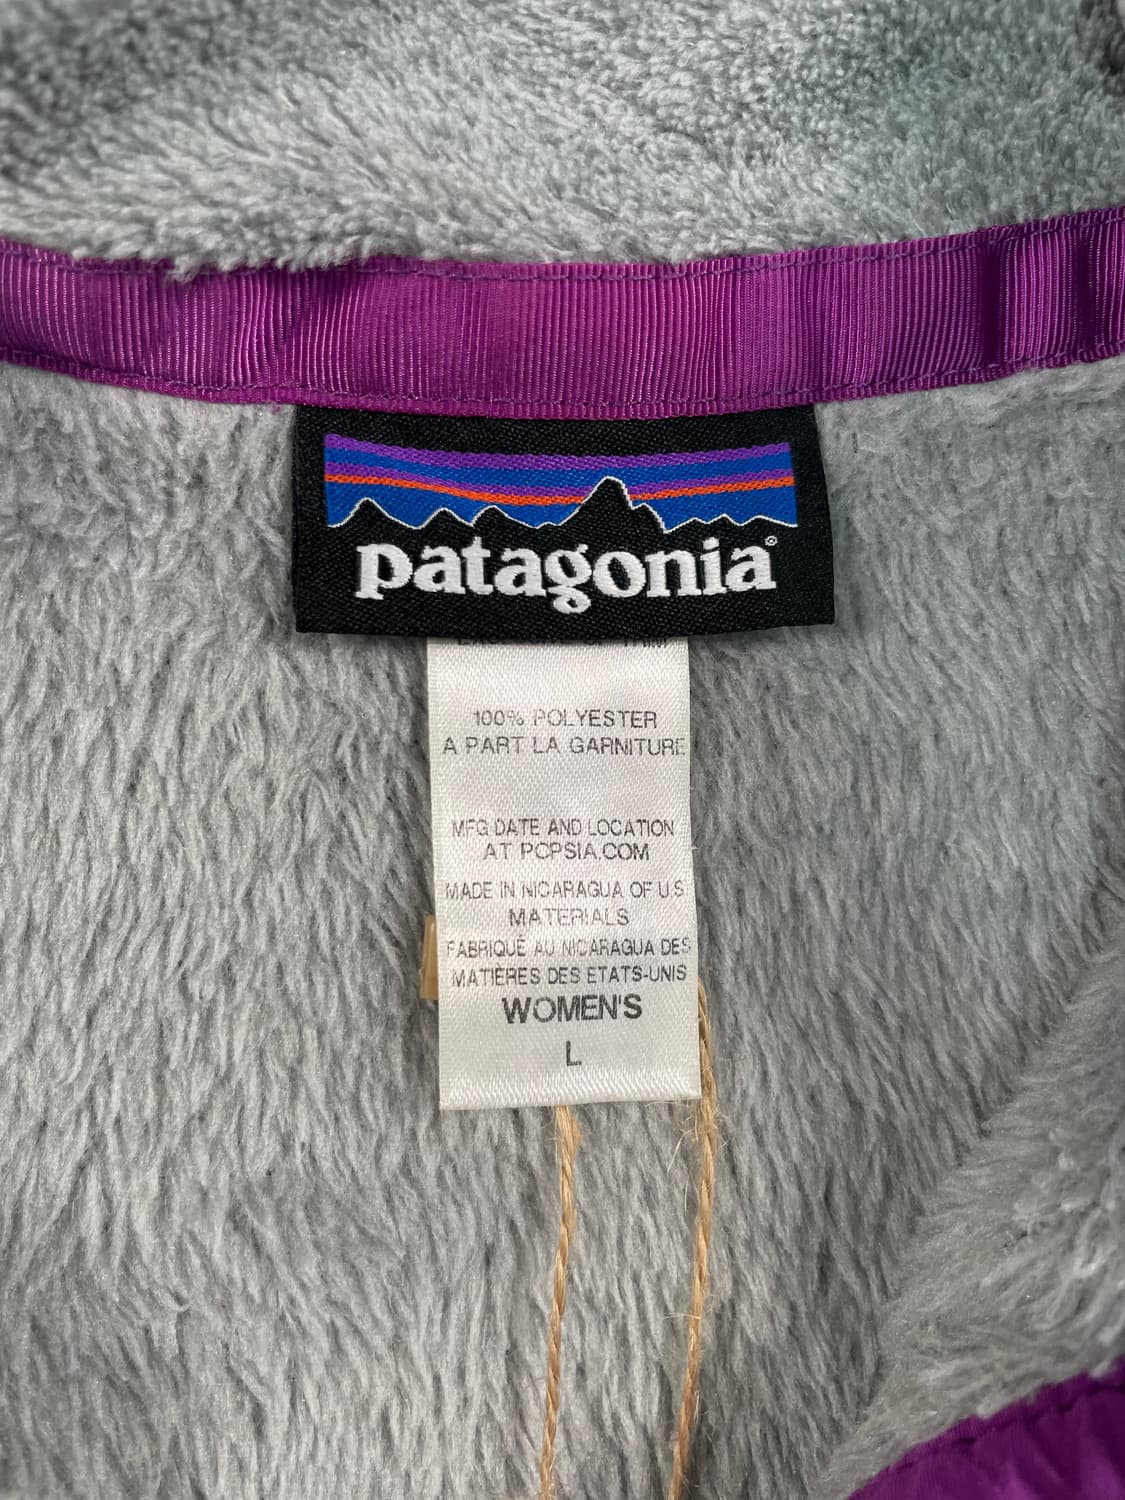 patagonia®
100% POLYESTER
A PART LA GARNITURE
MFG DATE AND LOCATION
AT PCPSIA.COM
MADE IN NICARAGUA OF U.S
MATERIALS
FABRIQUÉ AU NICARAGUA DES
MATIÈRES DES ETATS-UNIS
WOMEN'S
L